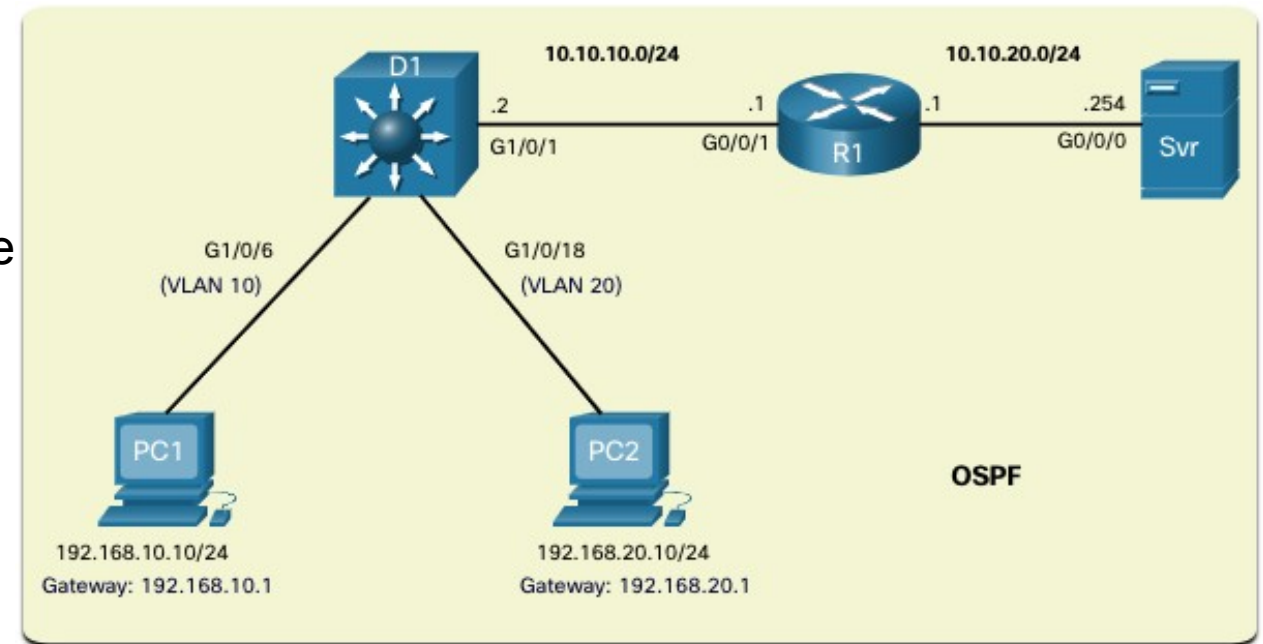 D1
10.10.10.0/24
10.10.20.0/24
.2
.1
.1
.254
G1/0/1
G0/0/1
R1
G0/0/0
Svr
e
G1/0/6
(VLAN 10)
G1/0/18
(VLAN 20)
PC1
PC2
OSPF
192.168.10.10/24
Gateway: 192.168.10.1
192.168.20.10/24
Gateway: 192.168.20.1